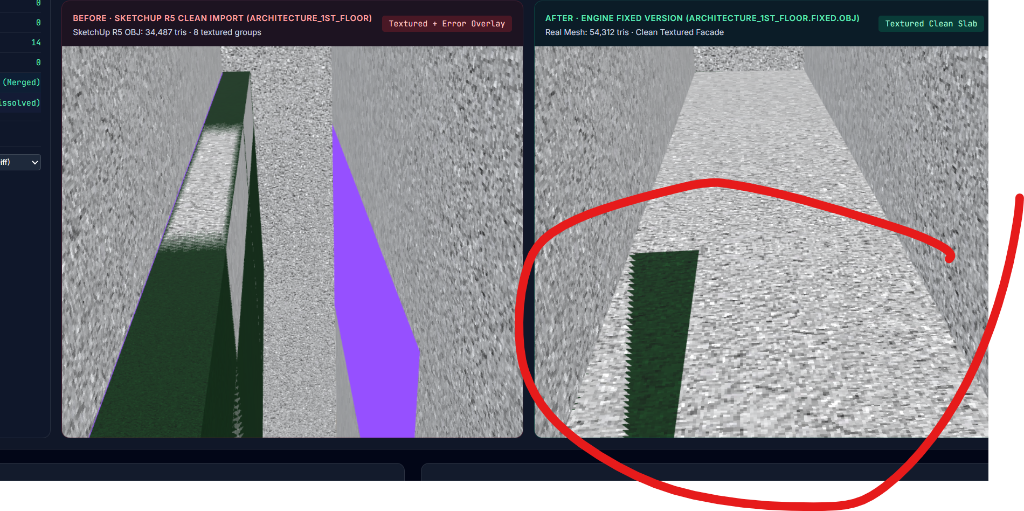 0
14
0
(Merged)
issolved)
iff)
BEFORE · SKETCHUP R5 CLEAN IMPORT (ARCHITECTURE_1ST_FLOOR)
SketchUp R5 OBJ: 34,487 tris · 8 textured groups
Textured + Error Overlay
AFTER · ENGINE FIXED VERSION (ARCHITECTURE_1ST_FLOOR.FIXED.OBJ)
Real Mesh: 54,312 tris · Clean Textured Facade
Textured Clean Slab